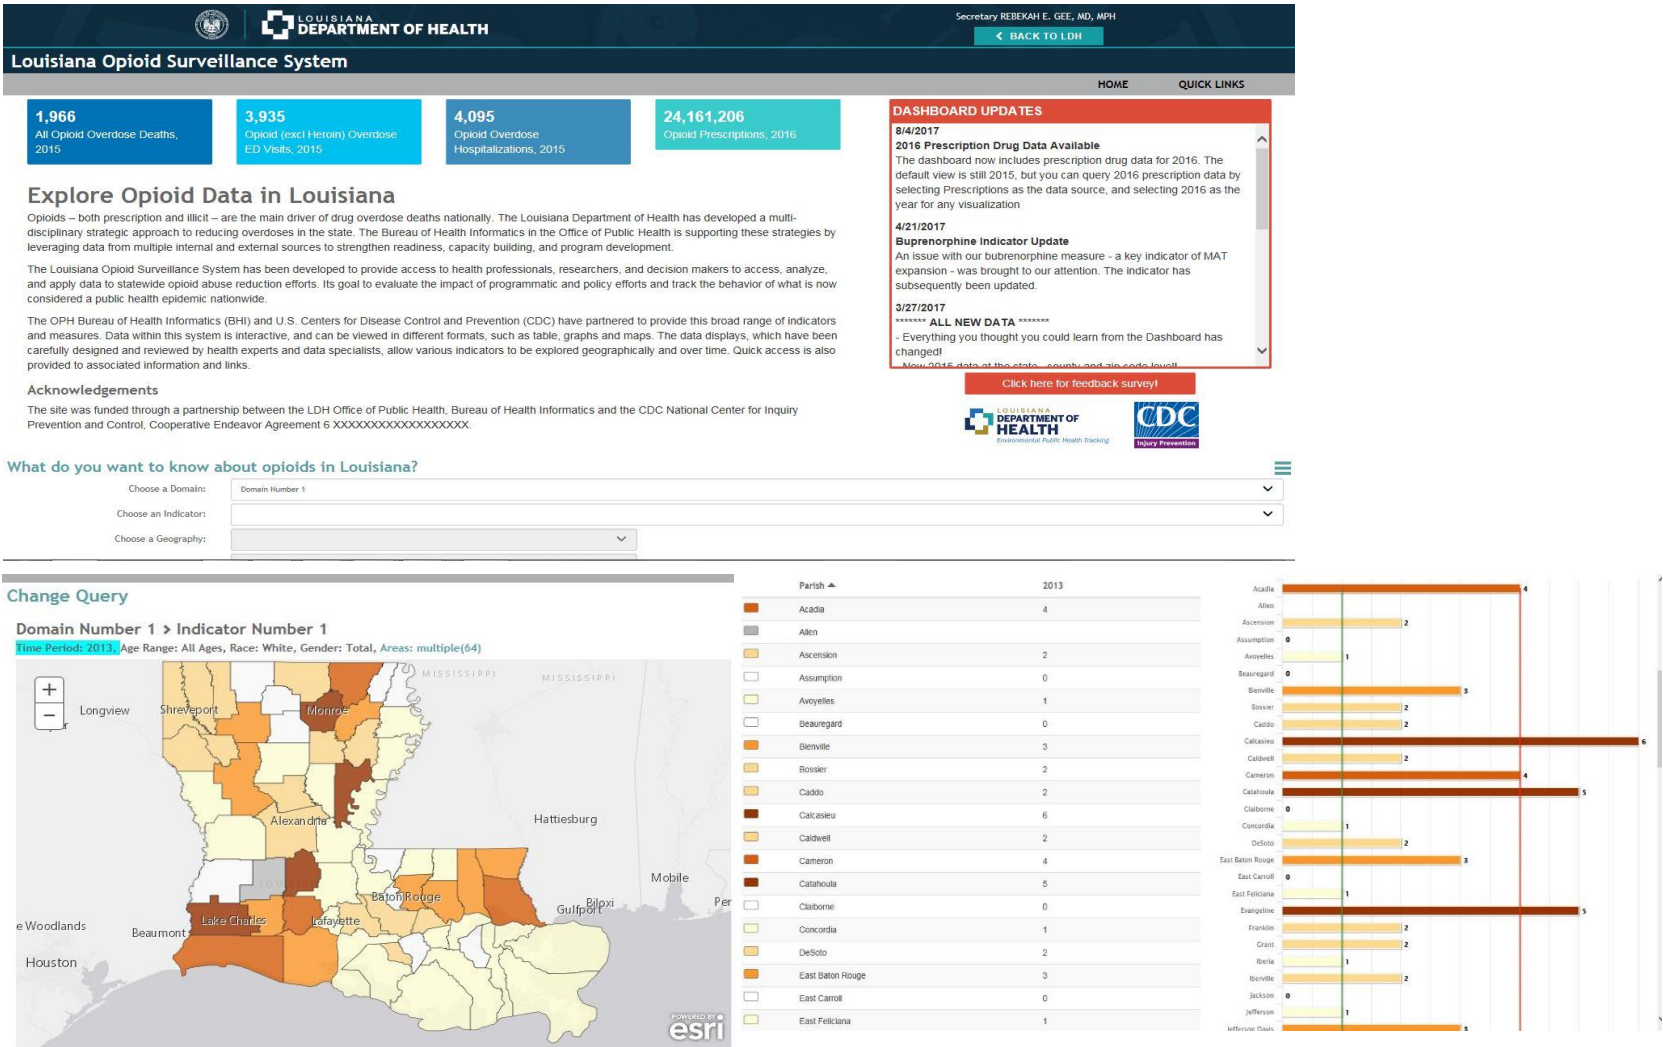 LOUISIANA
DEPARTMENT OF HEALTH
Secretary REBEKAH E. GEE, MD, MPH
BACK TO LDH
Louisiana Opioid Surveillance System
HOME QUICK LINKS
1,966
All Opioid Overdose Deaths,
2015
3,935
Opioid (excl Heroin) Overdose
ED Visits, 2015
4,095
Opioid Overdose
Hospitalizations, 2015
24,161,206
Opioid Prescriptions, 2016
DASHBOARD UPDATES
8/4/2017
2016 Prescription Drug Data Available
The dashboard now includes prescription drug data for 2016. The
default view is still 2015, but you can query 2016 prescription data by
selecting Prescriptions as the data source, and selecting 2016 as the
year for any visualization
4/21/2017
Buprenorphine Indicator Update
An issue with our bubrenorphine measure - a key indicator of MAT
expansion - was brought to our attention. The indicator has
subsequently been updated.
3/27/2017
******* ALL NEW DATA *******
- Everything you thought you could learn from the Dashboard has
changed!
- New 2015 data at the state, county and zip code level!
Click here for feedback survey!
LOUISIANA
DEPARTMENT OF
HEALTH
Environmental Public Health Tracking
CDC
Injury Prevention
Explore Opioid Data in Louisiana
Opioids – both prescription and illicit – are the main driver of drug overdose deaths nationally. The Louisiana Department of Health has developed a multi-
disciplinary strategic approach to reducing overdoses in the state. The Bureau of Health Informatics in the Office of Public Health is supporting these strategies by
leveraging data from multiple internal and external sources to strengthen readiness, capacity building, and program development.
The Louisiana Opioid Surveillance System has been developed to provide access to health professionals, researchers, and decision makers to access, analyze,
and apply data to statewide opioid abuse reduction efforts. Its goal to evaluate the impact of programmatic and policy efforts and track the behavior of what is now
considered a public health epidemic nationwide.
The OPH Bureau of Health Informatics (BHI) and U.S. Centers for Disease Control and Prevention (CDC) have partnered to provide this broad range of indicators
and measures. Data within this system is interactive, and can be viewed in different formats, such as table, graphs and maps. The data displays, which have been
carefully designed and reviewed by health experts and data specialists, allow various indicators to be explored geographically and over time. Quick access is also
provided to associated information and links.
Acknowledgements
The site was funded through a partnership between the LDH Office of Public Health, Bureau of Health Informatics and the CDC National Center for Inquiry
Prevention and Control, Cooperative Endeavor Agreement 6 XXXXXXXXXXXXXXXXXX.
What do you want to know about opioids in Louisiana?
Choose a Domain: Domain Number 1
Choose an Indicator:
Choose a Geography:
Change Query
Domain Number 1 > Indicator Number 1
Time Period: 2013, Age Range: All Ages, Race: White, Gender: Total, Areas: multiple(64)
+
−
MISSISSIPPI
MISSISSIPPI
Longview
Shreveport
Monroe
Alexandria
Hattiesburg
Mobile
Baton Rouge
Biloxi
Gulfport
Per
Lake Charles
Lafayette
e Woodlands
Beaumont
Houston
POWERED BY
esri
Parish 2013
Acadia 4
Allen
Ascension 2
Assumption 0
Avoyelles 1
Beauregard 0
Bienville 3
Bossier 2
Caddo 2
Calcasieu 6
Caldwell 2
Cameron 4
Catahoula 5
Claiborne 0
Concordia 1
DeSoto 2
East Baton Rouge 3
East Carroll 0
East Feliciana 1
Acadia 4
Allen
Ascension 2
Assumption 0
Avoyelles 1
Beauregard 0
Bienville 3
Bossier 2
Caddo 2
Calcasieu 6
Caldwell 2
Cameron 4
Catahoula 5
Claiborne 0
Concordia 1
DeSoto 2
East Baton Rouge 3
East Carroll 0
East Feliciana 1
Evangeline 5
Franklin 2
Grant 2
Iberia 1
Iberville 2
Jackson 0
Jefferson 1
Jefferson Davis 3